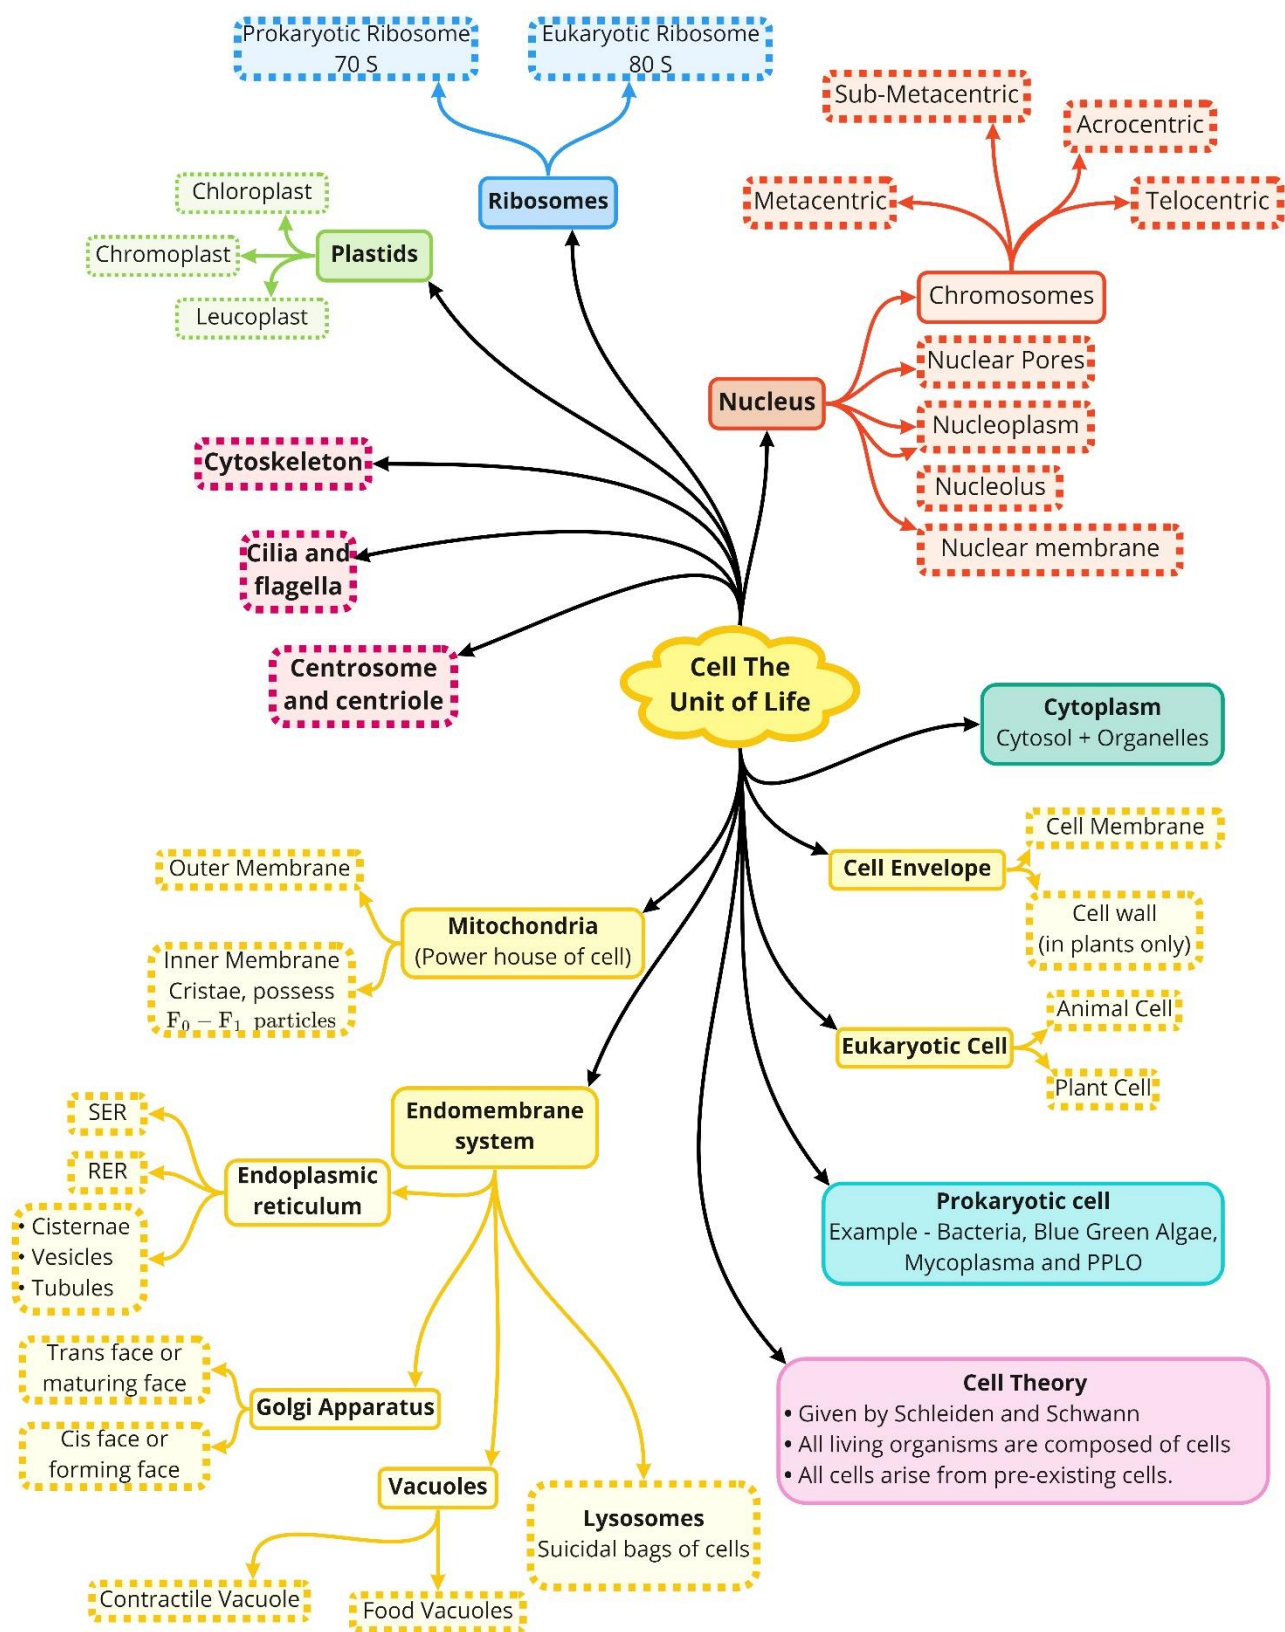 Prokaryotic Ribosome
70 S
Eukaryotic Ribosome
80 S
Ribosomes
Sub-Metacentric
Acrocentric
Metacentric
Telocentric
Chromosomes
Chloroplast
Chromoplast
Leucoplast
Plastids
Nucleus
Nuclear Pores
Nucleoplasm
Nucleolus
Nuclear membrane
Cytoskeleton
Cilia and
flagella
Centrosome
and centriole
Cell The
Unit of Life
Cytoplasm
Cytosol + Organelles
Cell Envelope
Cell Membrane
Cell wall
(in plants only)
Outer Membrane
Inner Membrane
Cristae, possess
F₀ − F₁ particles
Mitochondria
(Power house of cell)
Eukaryotic Cell
Animal Cell
Plant Cell
Endomembrane
system
SER
RER
• Cisternae
• Vesicles
• Tubules
Endoplasmic
reticulum
Prokaryotic cell
Example - Bacteria, Blue Green Algae,
Mycoplasma and PPLO
Trans face or
maturing face
Cis face or
forming face
Golgi Apparatus
Cell Theory
• Given by Schleiden and Schwann
• All living organisms are composed of cells
• All cells arise from pre-existing cells.
Vacuoles
Lysosomes
Suicidal bags of cells
Contractile Vacuole
Food Vacuoles